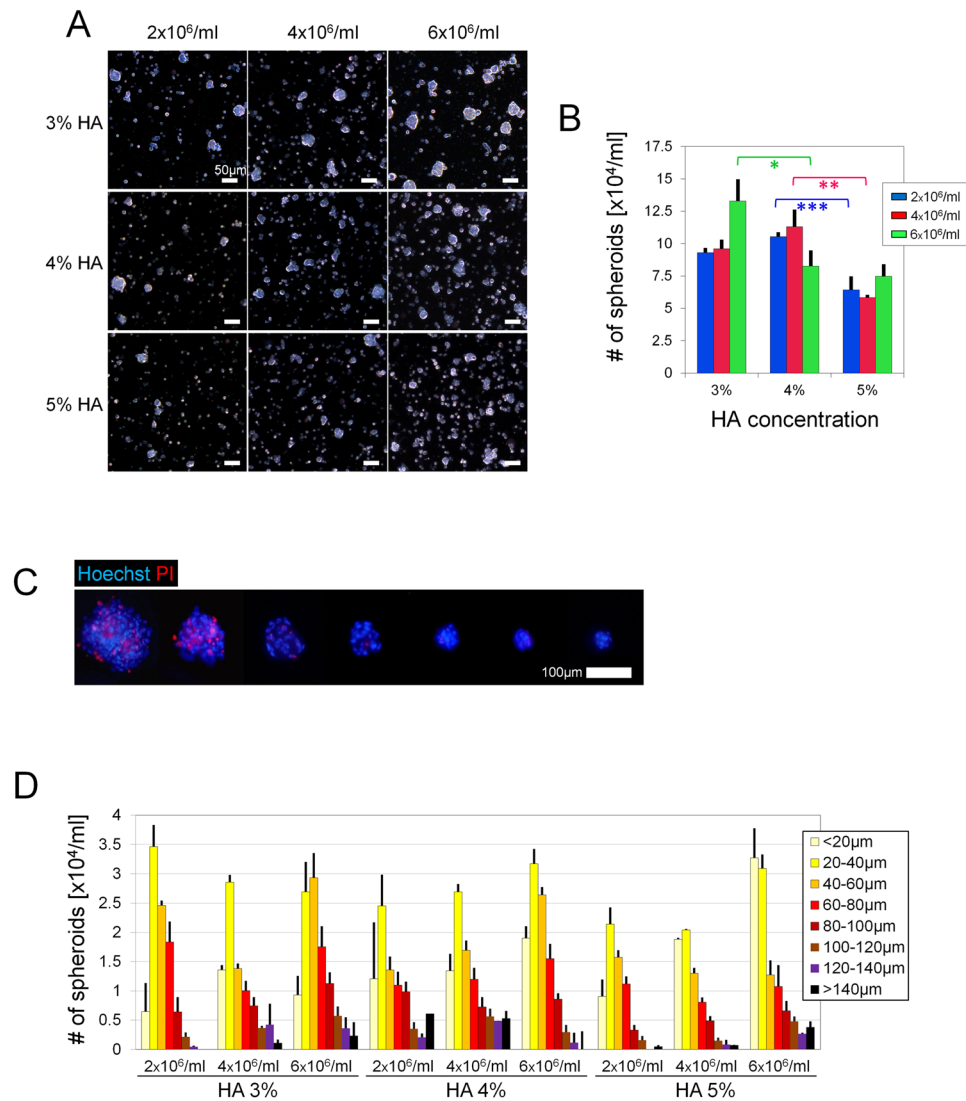 A
2x10⁶/ml 4x10⁶/ml 6x10⁶/ml
3% HA
50µm
4% HA
5% HA
B
# of spheroids [x10⁴/ml]
17.5
15
12.5
10
7.5
5
2.5
0
*
**
***
2x10⁶/ml
4x10⁶/ml
6x10⁶/ml
3% 4% 5%
HA concentration
C
Hoechst PI
100µm
D
# of spheroids [x10⁴/ml]
4
3.5
3
2.5
2
1.5
1
0.5
0
<20µm
20-40µm
40-60µm
60-80µm
80-100µm
100-120µm
120-140µm
>140µm
2x10⁶/ml 4x10⁶/ml 6x10⁶/ml 2x10⁶/ml 4x10⁶/ml 6x10⁶/ml 2x10⁶/ml 4x10⁶/ml 6x10⁶/ml
HA 3% HA 4% HA 5%